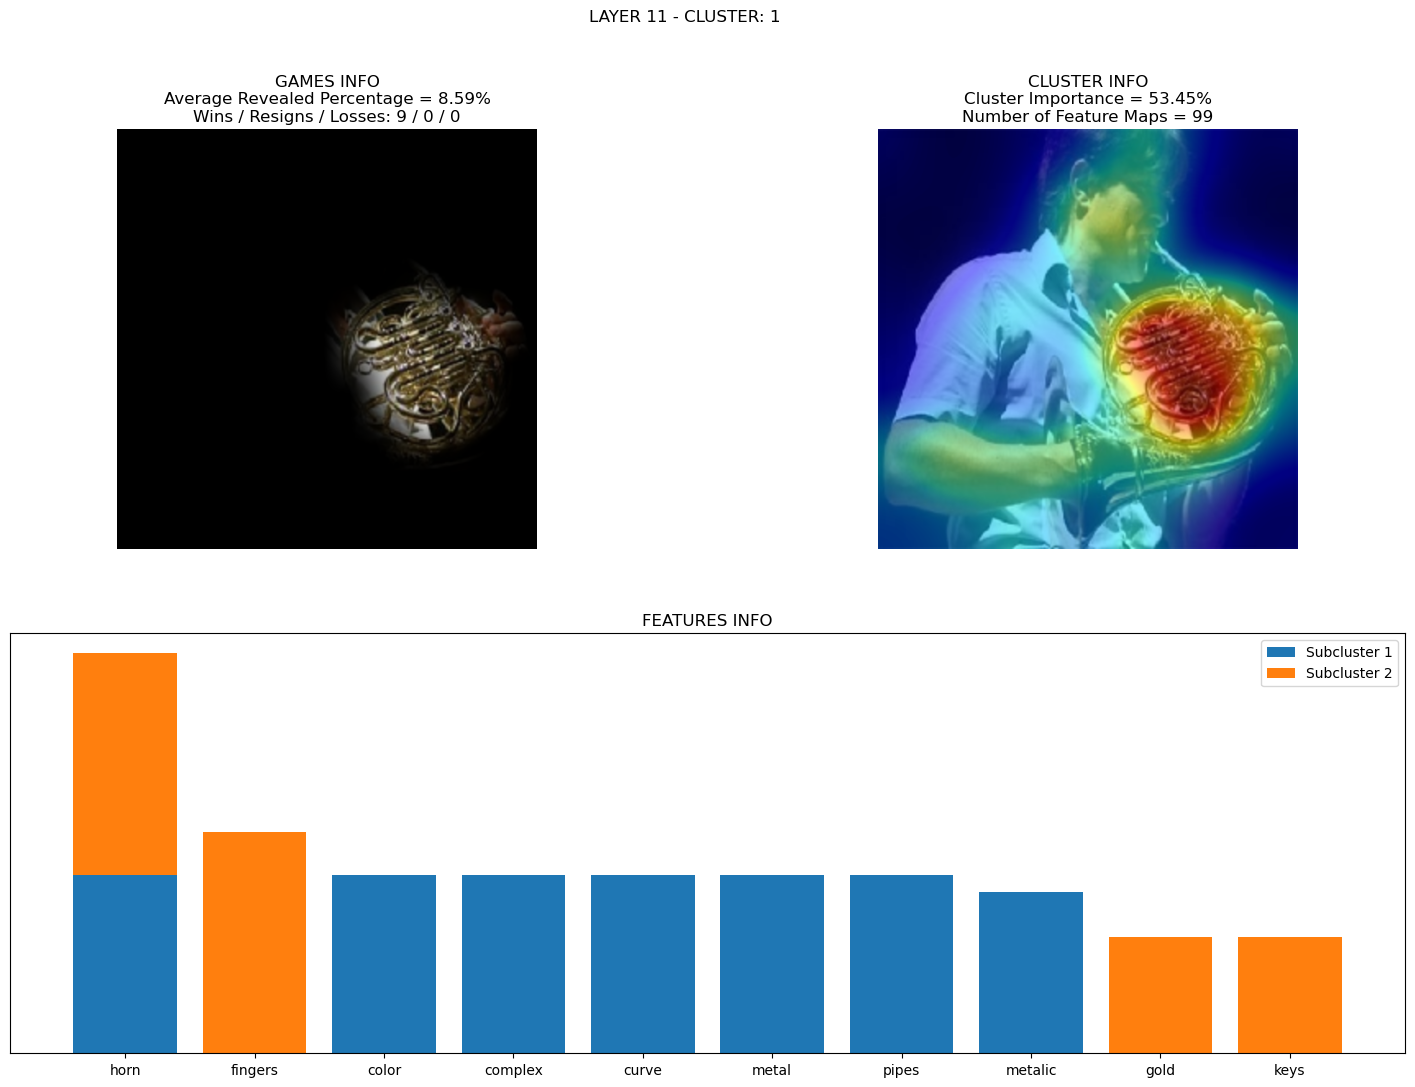 LAYER 11 - CLUSTER: 1
GAMES INFO
Average Revealed Percentage = 8.59%
Wins / Resigns / Losses: 9 / 0 / 0
CLUSTER INFO
Cluster Importance = 53.45%
Number of Feature Maps = 99
FEATURES INFO
Subcluster 1
Subcluster 2
horn fingers color complex curve metal pipes metalic gold keys